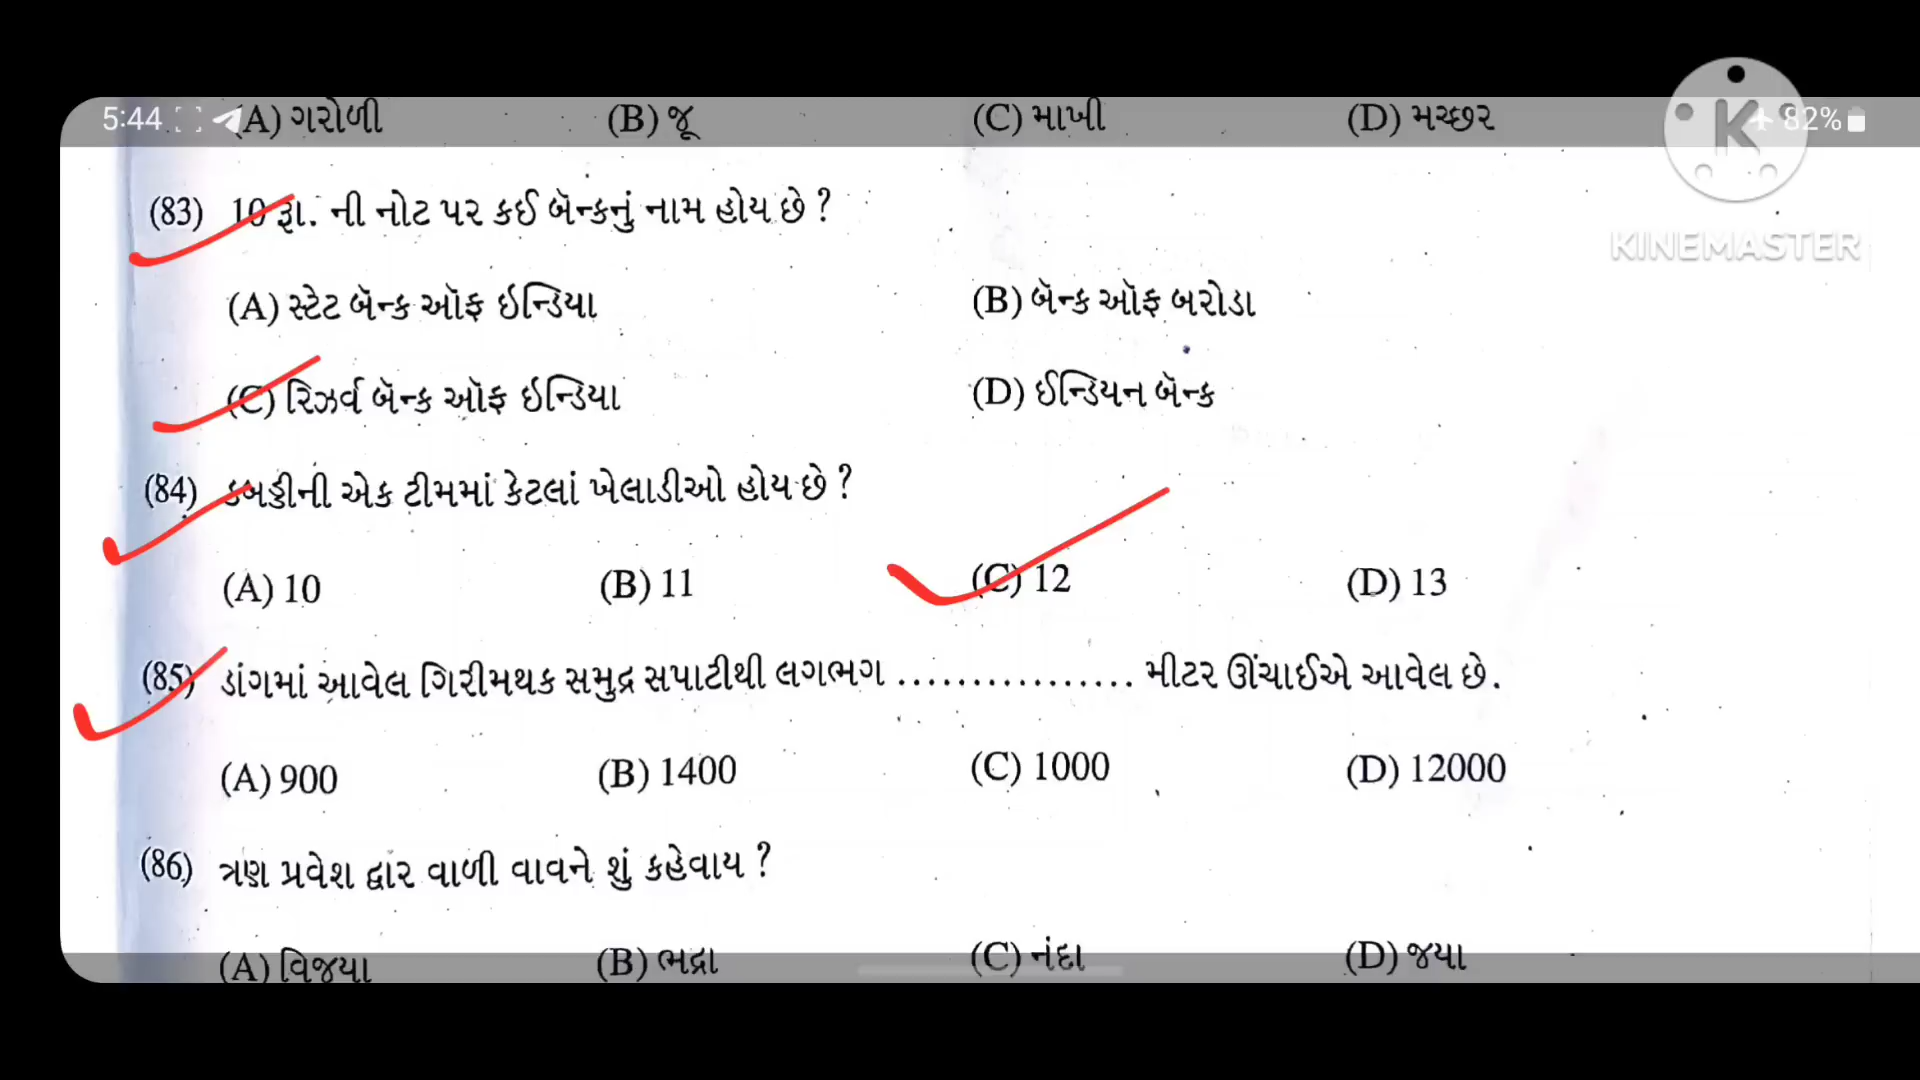 5:44 (A) ગરોળી (B) જૂ (C) માખી (D) મચ્છર 82%
K
KINEMASTER
(83) 10 રૂા. ની નોટ પર કઈ બૅન્કનું નામ હોય છે ?
(A) સ્ટેટ બૅન્ક ઑફ ઇન્ડિયા (B) બૅન્ક ઑફ બરોડા
(C) રિઝર્વ બૅન્ક ઑફ ઇન્ડિયા (D) ઈન્ડિયન બૅન્ક
(84) કબડ્ડીની એક ટીમમાં કેટલાં ખેલાડીઓ હોય છે ?
(A) 10 (B) 11 (C) 12 (D) 13
(85) ડાંગમાં આવેલ ગિરીમથક સમુદ્ર સપાટીથી લગભગ ................ મીટર ઊંચાઈએ આવેલ છે.
(A) 900 (B) 1400 (C) 1000 (D) 12000
(86) ત્રણ પ્રવેશ દ્વાર વાળી વાવને શું કહેવાય ?
(A) વિજયા (B) ભદ્રા (C) નંદા (D) જયા